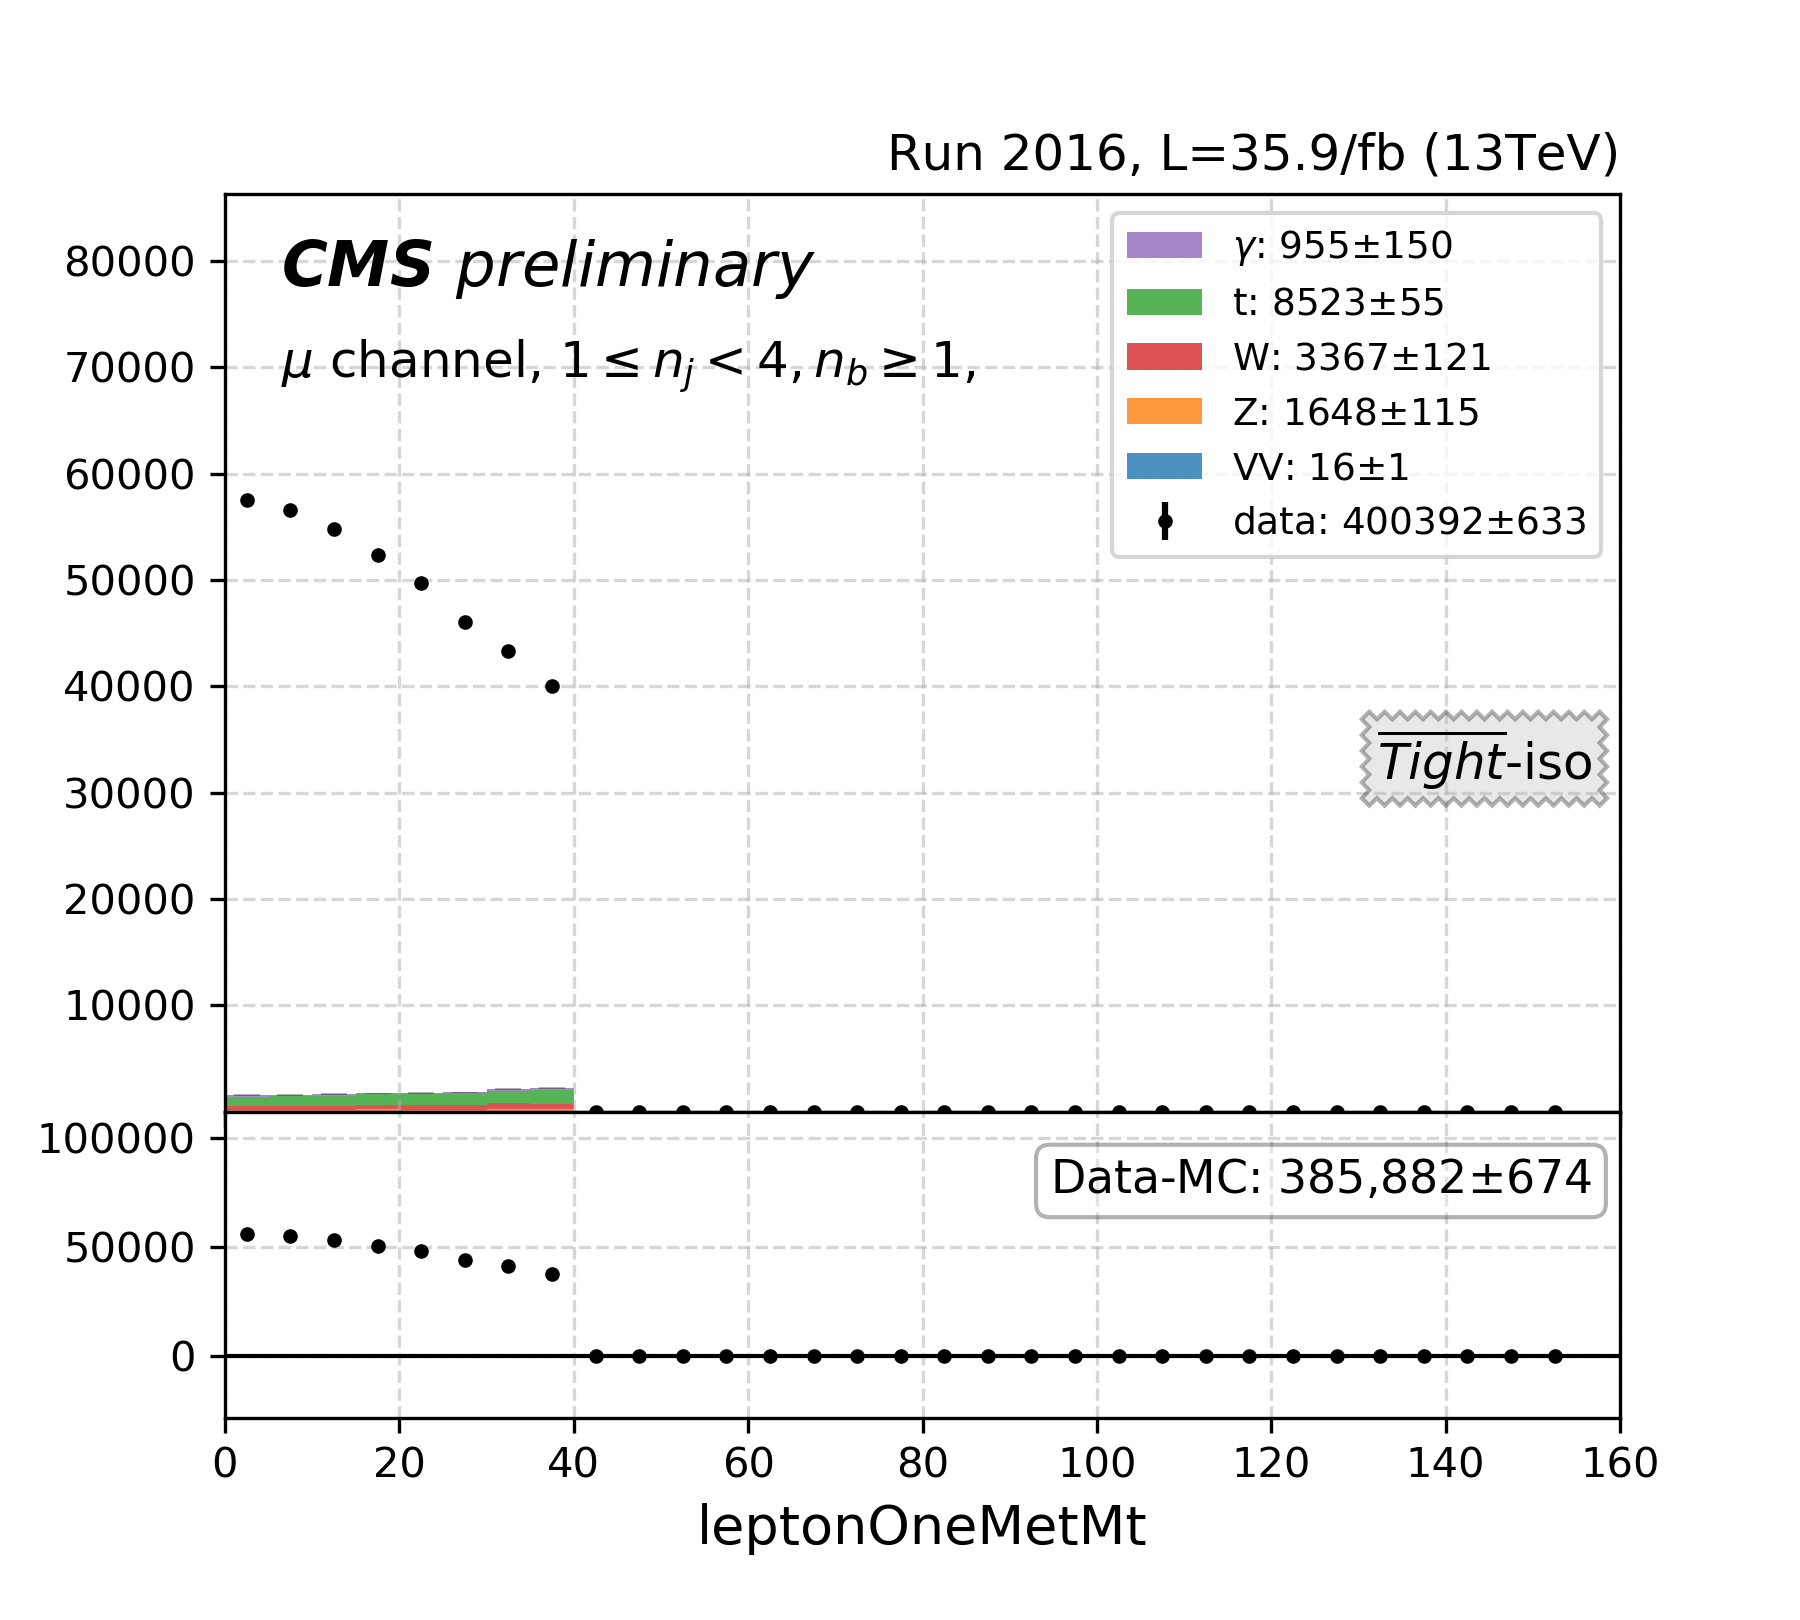 Run 2016, L=35.9/fb (13TeV)
CMS preliminary
μ channel, 1 ≤ n_j < 4, n_b ≥ 1,
γ: 955±150
t: 8523±55
W: 3367±121
Z: 1648±115
VV: 16±1
data: 400392±633
80000
70000
60000
50000
40000
30000
20000
10000
Tight-iso
100000
50000
0
Data-MC: 385,882±674
0 20 40 60 80 100 120 140 160
leptonOneMetMt